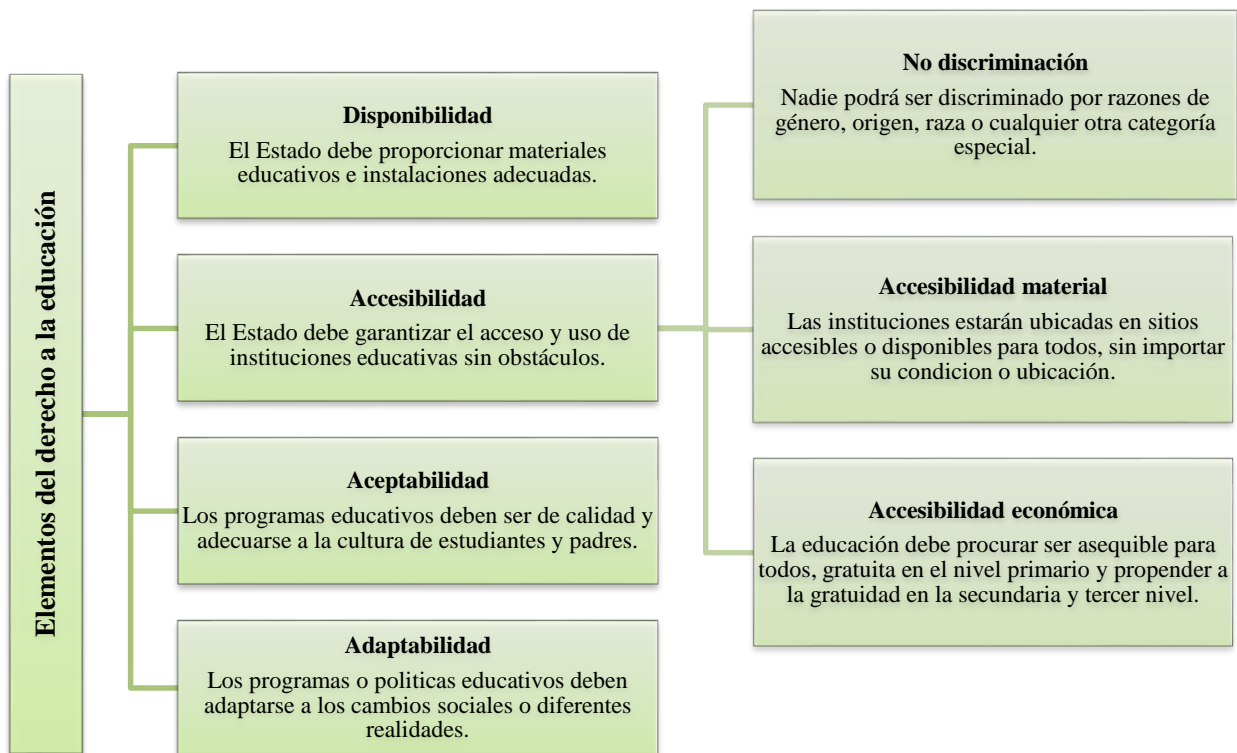 Elementos del derecho a la educación
Disponibilidad
El Estado debe proporcionar materiales
educativos e instalaciones adecuadas.
Accesibilidad
El Estado debe garantizar el acceso y uso de
instituciones educativas sin obstáculos.
Aceptabilidad
Los programas educativos deben ser de calidad y
adecuarse a la cultura de estudiantes y padres.
Adaptabilidad
Los programas o politicas educativos deben
adaptarse a los cambios sociales o diferentes
realidades.
No discriminación
Nadie podrá ser discriminado por razones de
género, origen, raza o cualquier otra categoría
especial.
Accesibilidad material
Las instituciones estarán ubicadas en sitios
accesibles o disponibles para todos, sin importar
su condicion o ubicación.
Accesibilidad económica
La educación debe procurar ser asequible para
todos, gratuita en el nivel primario y propender a
la gratuidad en la secundaria y tercer nivel.